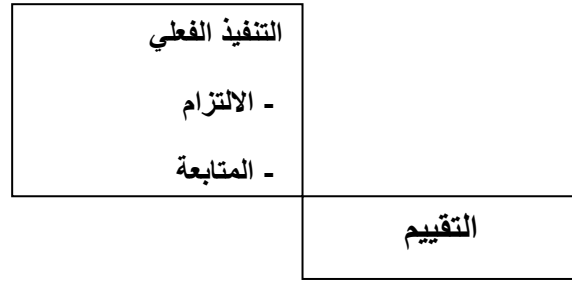 التنفيذ الفعلي
- الالتزام
- المتابعة
التقييم